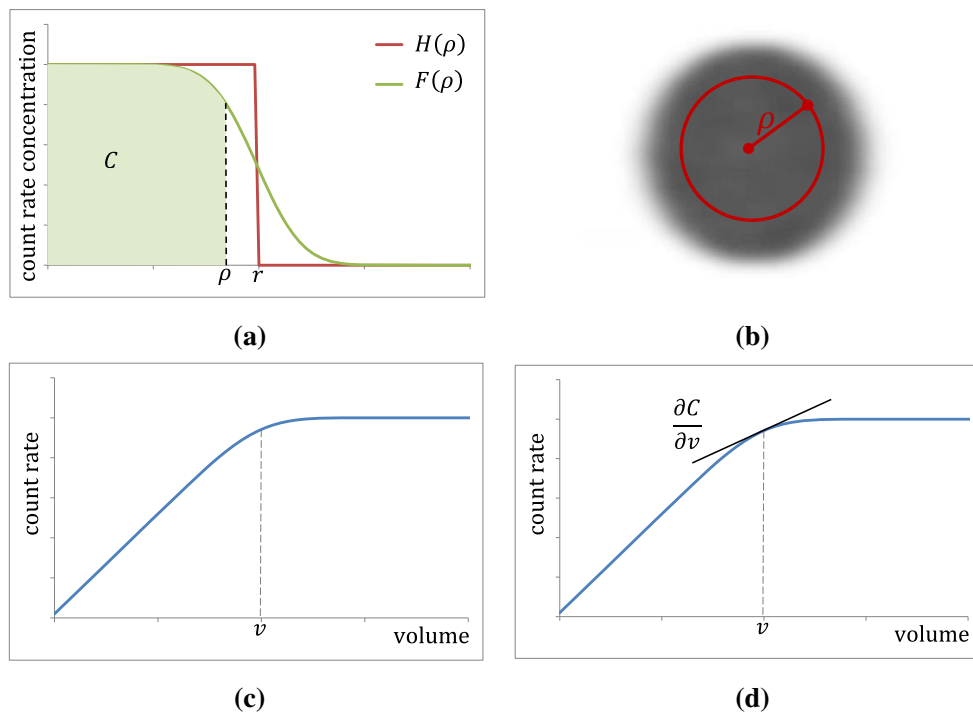 count rate concentration
H(ρ)
F(ρ)
C
ρ
r
(a)
ρ
(b)
count rate
v
volume
(c)
count rate
∂C
∂v
v
volume
(d)